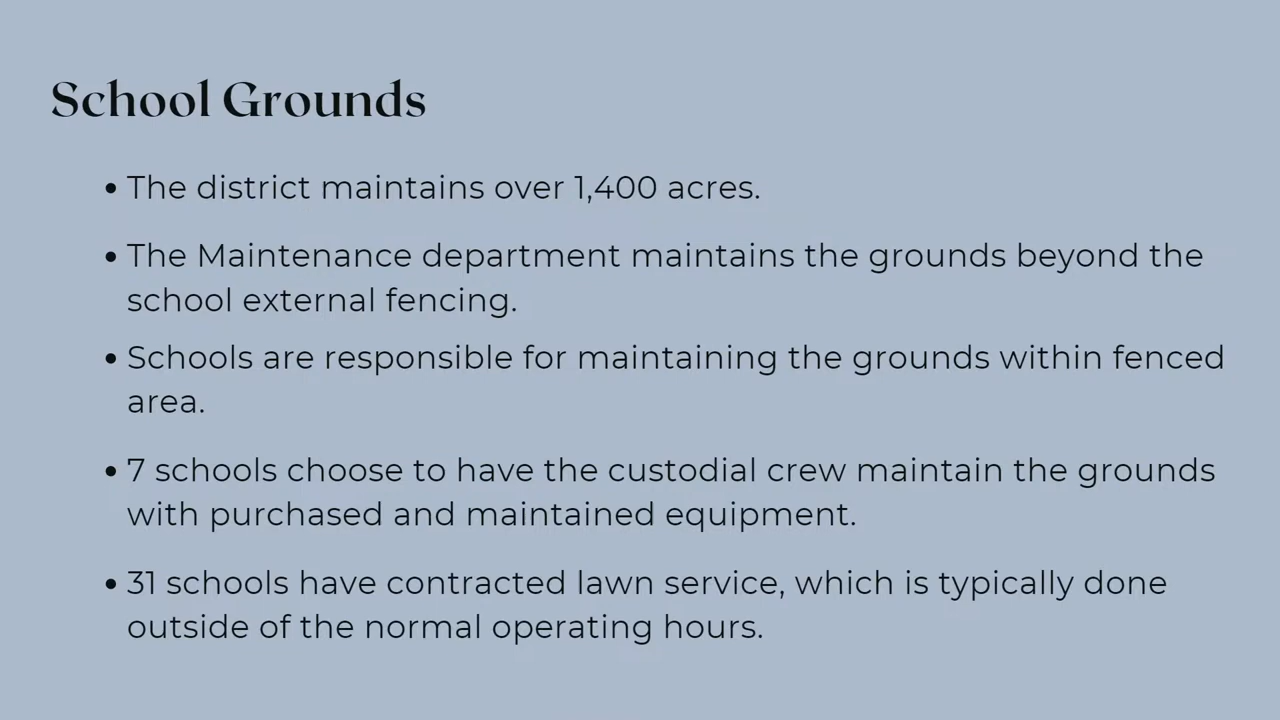 School Grounds
• The district maintains over 1,400 acres.
• The Maintenance department maintains the grounds beyond the
school external fencing.
• Schools are responsible for maintaining the grounds within fenced
area.
• 7 schools choose to have the custodial crew maintain the grounds
with purchased and maintained equipment.
• 31 schools have contracted lawn service, which is typically done
outside of the normal operating hours.